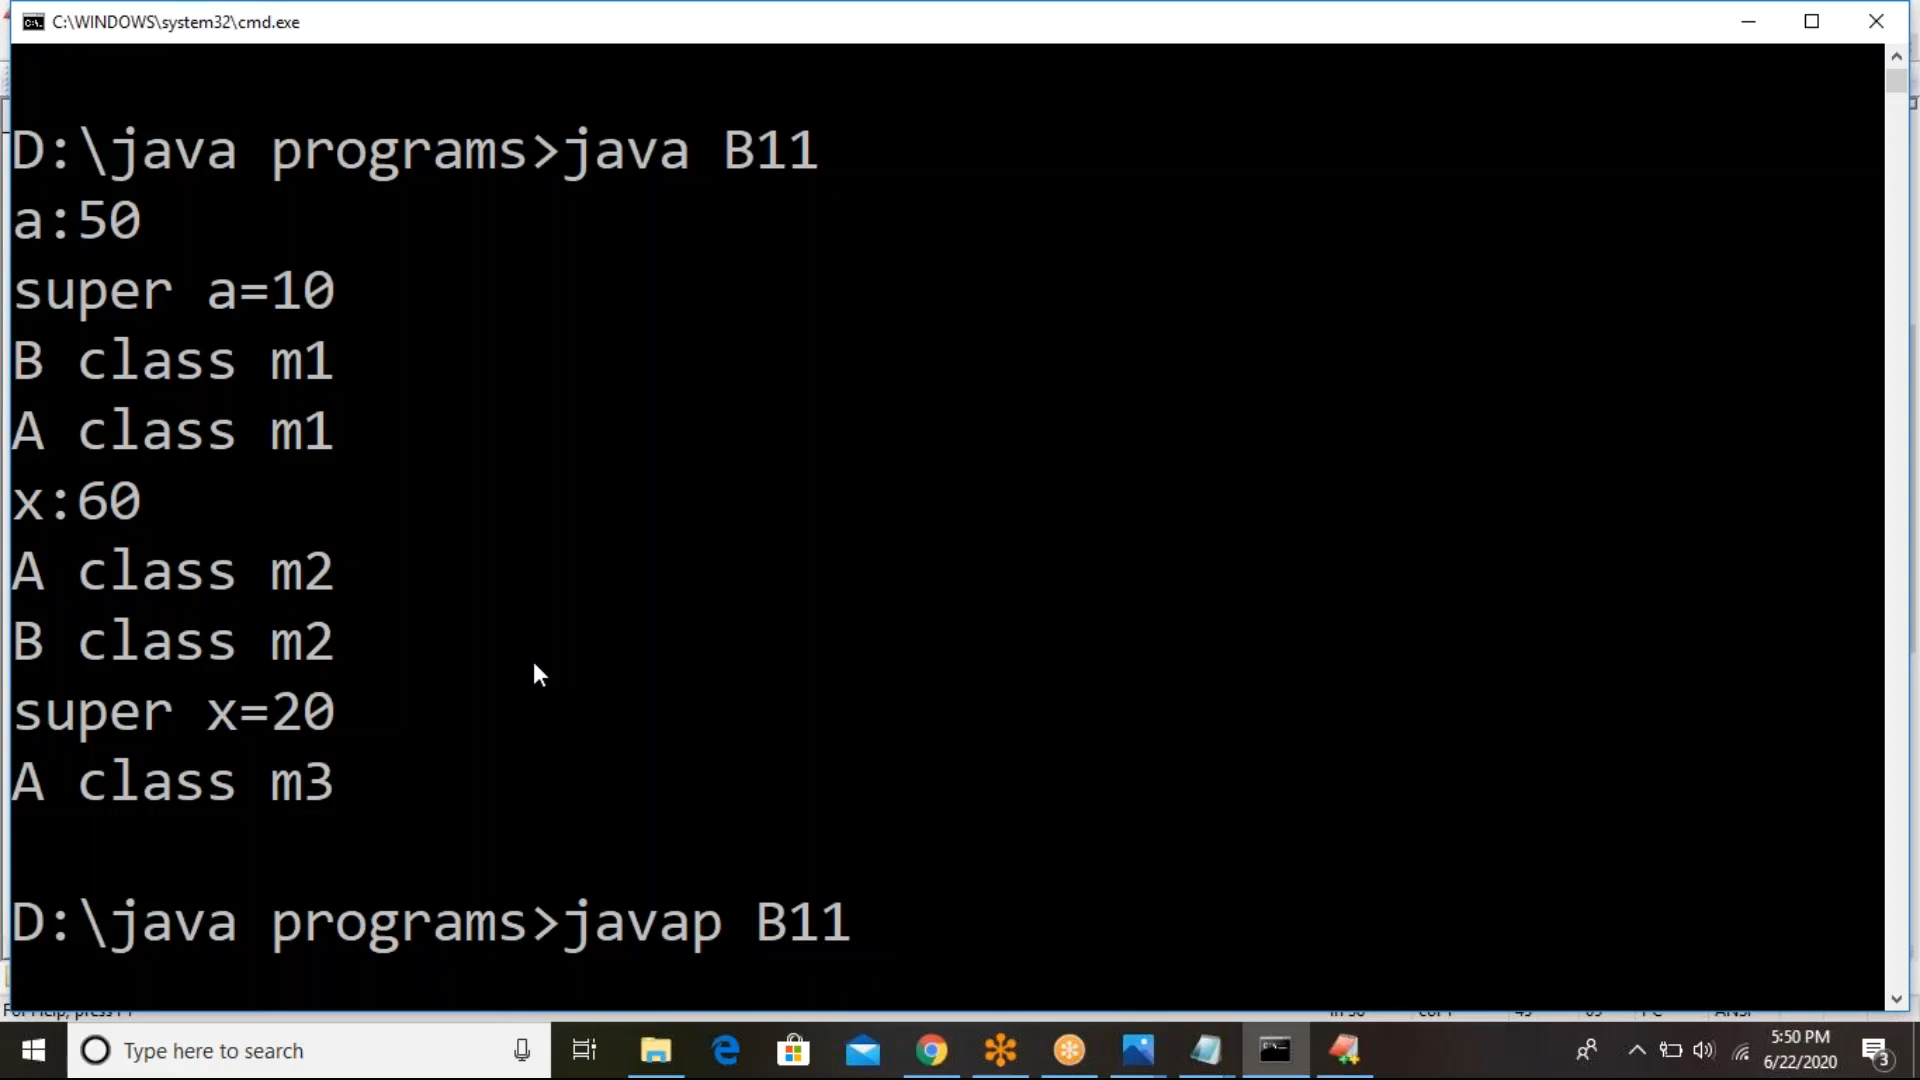 C:\WINDOWS\system32\cmd.exe
D:\java programs>java B11
a:50
super a=10
B class m1
A class m1
x:60
A class m2
B class m2
super x=20
A class m3
D:\java programs>javap B11
Type here to search
5:50 PM
6/22/2020
3